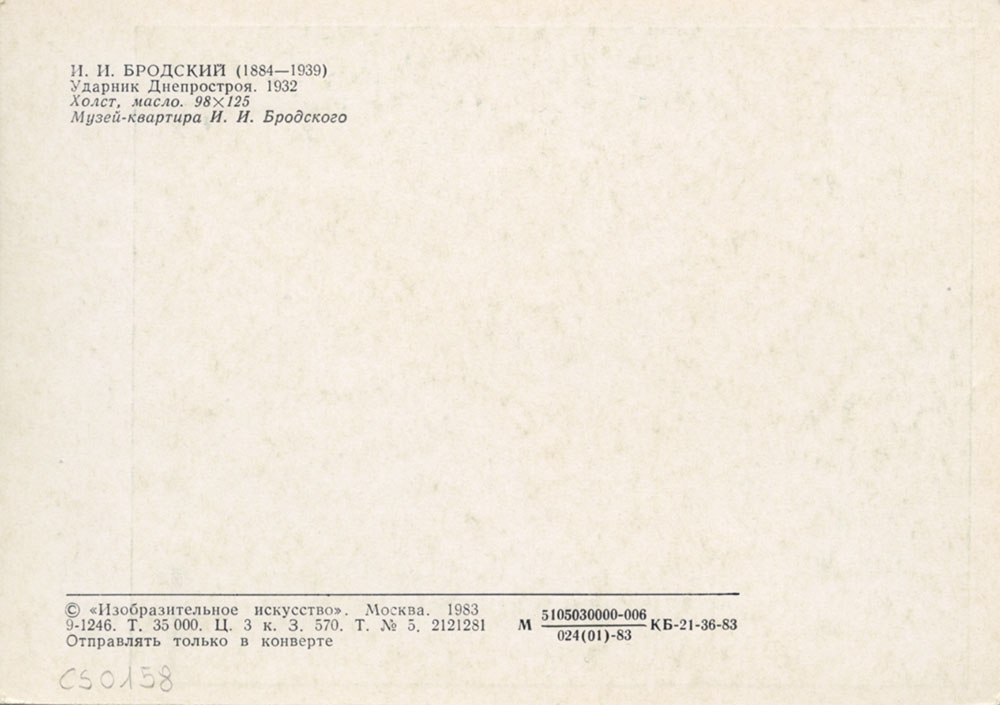 И. И. БРОДСКИЙ (1884—1939)
Ударник Днепростроя. 1932
Холст, масло. 98×125
Музей-квартира И. И. Бродского
© «Изобразительное искусство». Москва. 1983
9-1246. Т. 35 000. Ц. 3 к. З. 570. Т. № 5. 2121281
Отправлять только в конверте
М 5105030000-006 КБ-21-36-83
024(01)-83
CS0158